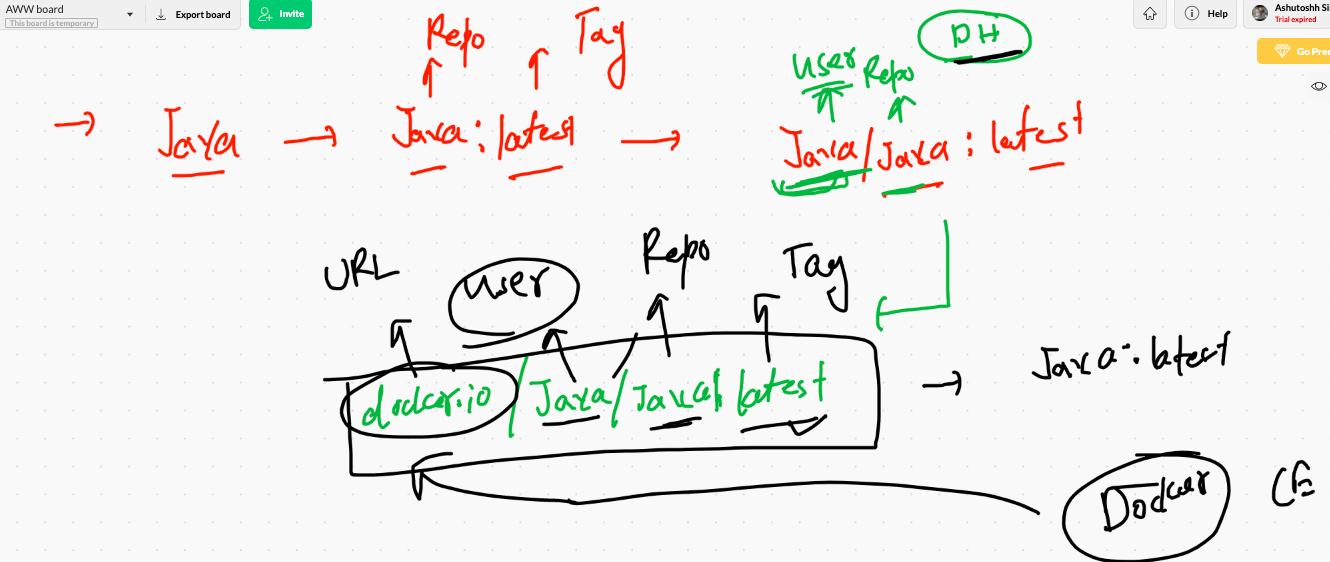 AWW board
This board is temporary
Export board
Invite
Help
Ashutoshh Si
Trial expired
Go Pre
Repo Tag
User Repo
DH
Java
Java : latest
Java / Java : latest
URL User Repo Tag
docker.io / Java / Java : latest
Java : latest
Docker